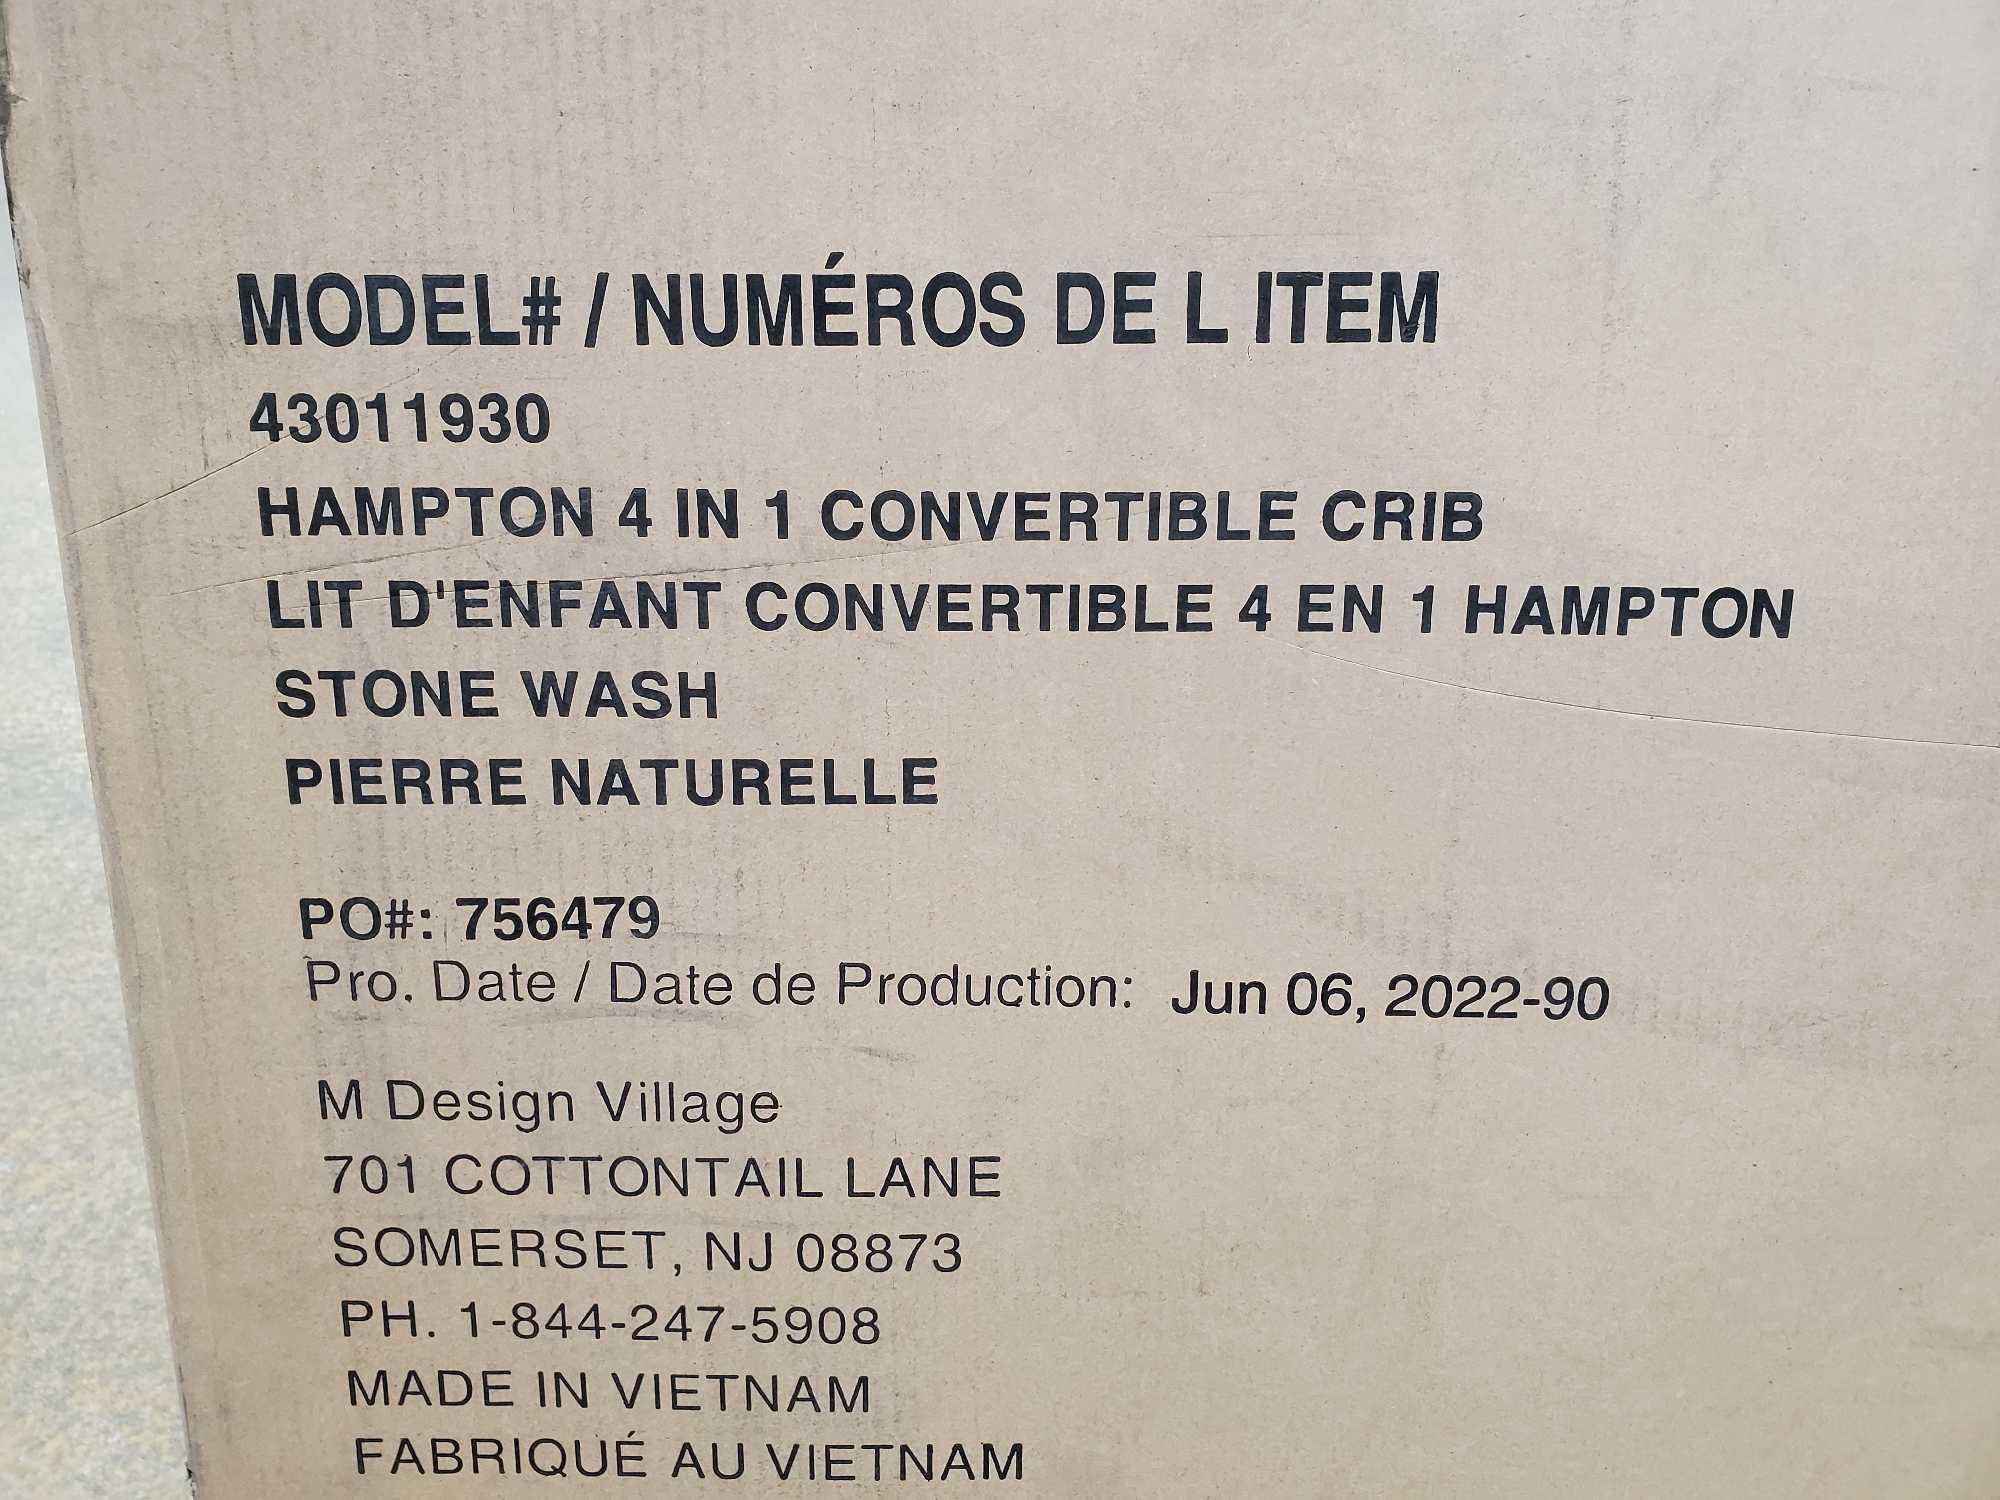 MODEL# / NUMÉROS DE L ITEM
43011930
HAMPTON 4 IN 1 CONVERTIBLE CRIB
LIT D'ENFANT CONVERTIBLE 4 EN 1 HAMPTON
STONE WASH
PIERRE NATURELLE
PO#: 756479
Pro. Date / Date de Production: Jun 06, 2022-90
M Design Village
701 COTTONTAIL LANE
SOMERSET, NJ 08873
PH. 1-844-247-5908
MADE IN VIETNAM
FABRIQUÉ AU VIETNAM